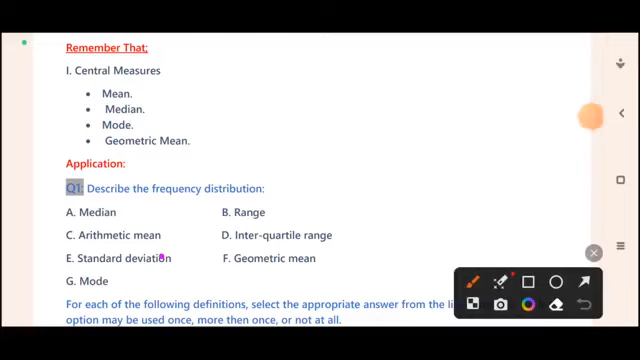 Remember That;
I. Central Measures
• Mean.
• Median.
• Mode.
• Geometric Mean.
Application:
Q1: Describe the frequency distribution:
A. Median B. Range
C. Arithmetic mean D. Inter-quartile range
E. Standard deviation F. Geometric mean
G. Mode
For each of the following definitions, select the appropriate answer from the li
option may be used once, more then once, or not at all.